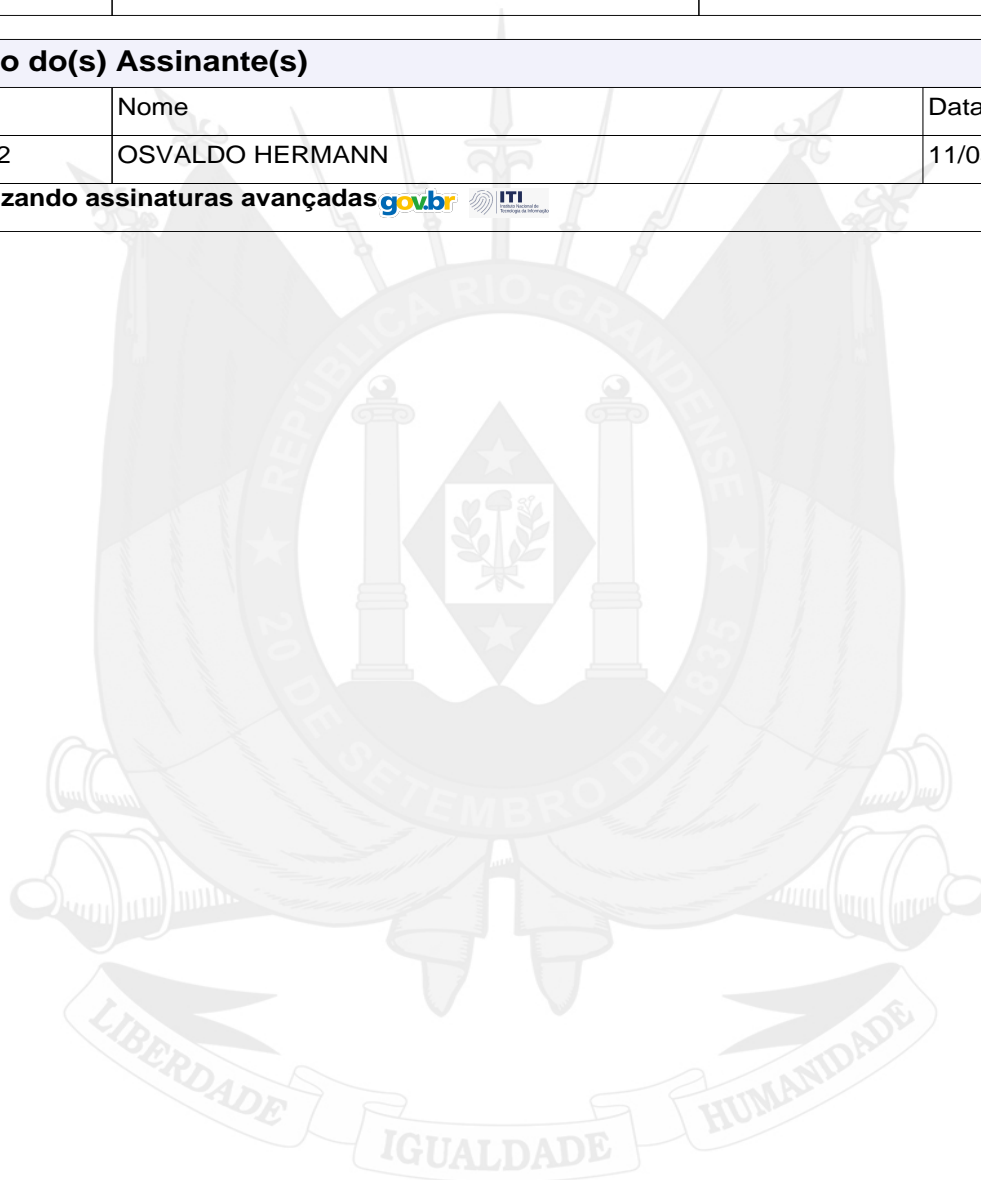 o do(s) Assinante(s)
Nome
Data
2
OSVALDO HERMANN
11/0
zando assinaturas avançadas gov.br ITI
REPÚBLICA RIO-GRANDENSE
20 DE SETEMBRO DE 1835
LIBERDADE
IGUALDADE
HUMANIDADE